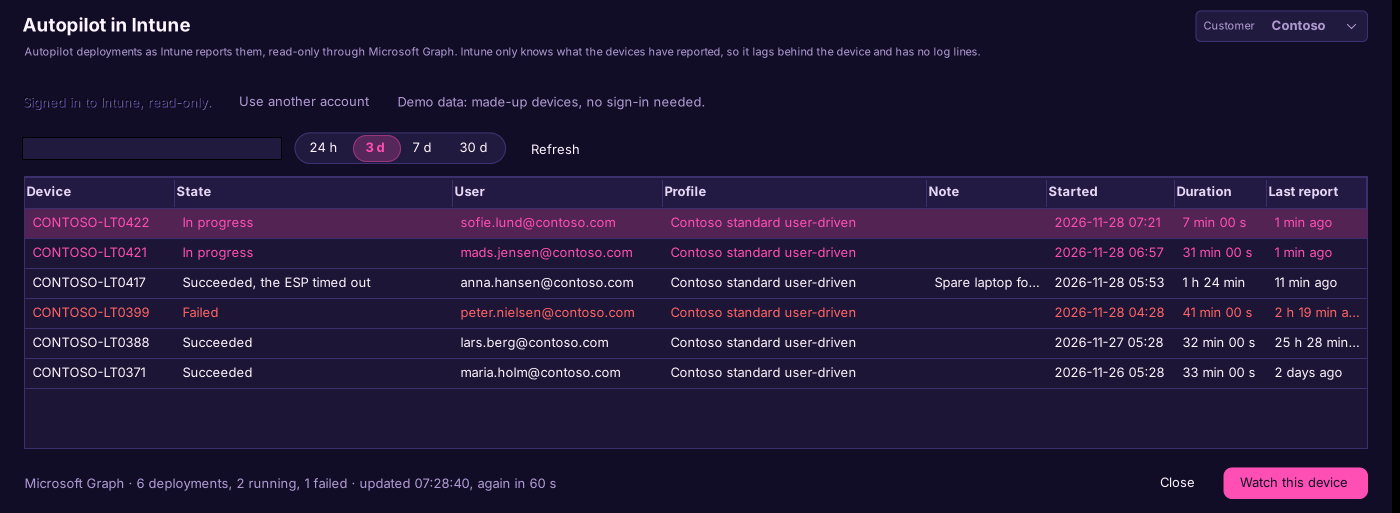 Autopilot in Intune
Customer Contoso
Autopilot deployments as Intune reports them, read-only through Microsoft Graph. Intune only knows what the devices have reported, so it lags behind the device and has no log lines.
Signed in to Intune, read-only. Use another account Demo data: made-up devices, no sign-in needed.
24 h 3 d 7 d 30 d Refresh
Device State User Profile Note Started Duration Last report
CONTOSO-LT0422 In progress sofie.lund@contoso.com Contoso standard user-driven 2026-11-28 07:21 7 min 00 s 1 min ago
CONTOSO-LT0421 In progress mads.jensen@contoso.com Contoso standard user-driven 2026-11-28 06:57 31 min 00 s 1 min ago
CONTOSO-LT0417 Succeeded, the ESP timed out anna.hansen@contoso.com Contoso standard user-driven Spare laptop fo... 2026-11-28 05:53 1 h 24 min 11 min ago
CONTOSO-LT0399 Failed peter.nielsen@contoso.com Contoso standard user-driven 2026-11-28 04:28 41 min 00 s 2 h 19 min a...
CONTOSO-LT0388 Succeeded lars.berg@contoso.com Contoso standard user-driven 2026-11-27 05:28 32 min 00 s 25 h 28 min...
CONTOSO-LT0371 Succeeded maria.holm@contoso.com Contoso standard user-driven 2026-11-26 05:28 33 min 00 s 2 days ago
Microsoft Graph · 6 deployments, 2 running, 1 failed · updated 07:28:40, again in 60 s Close Watch this device